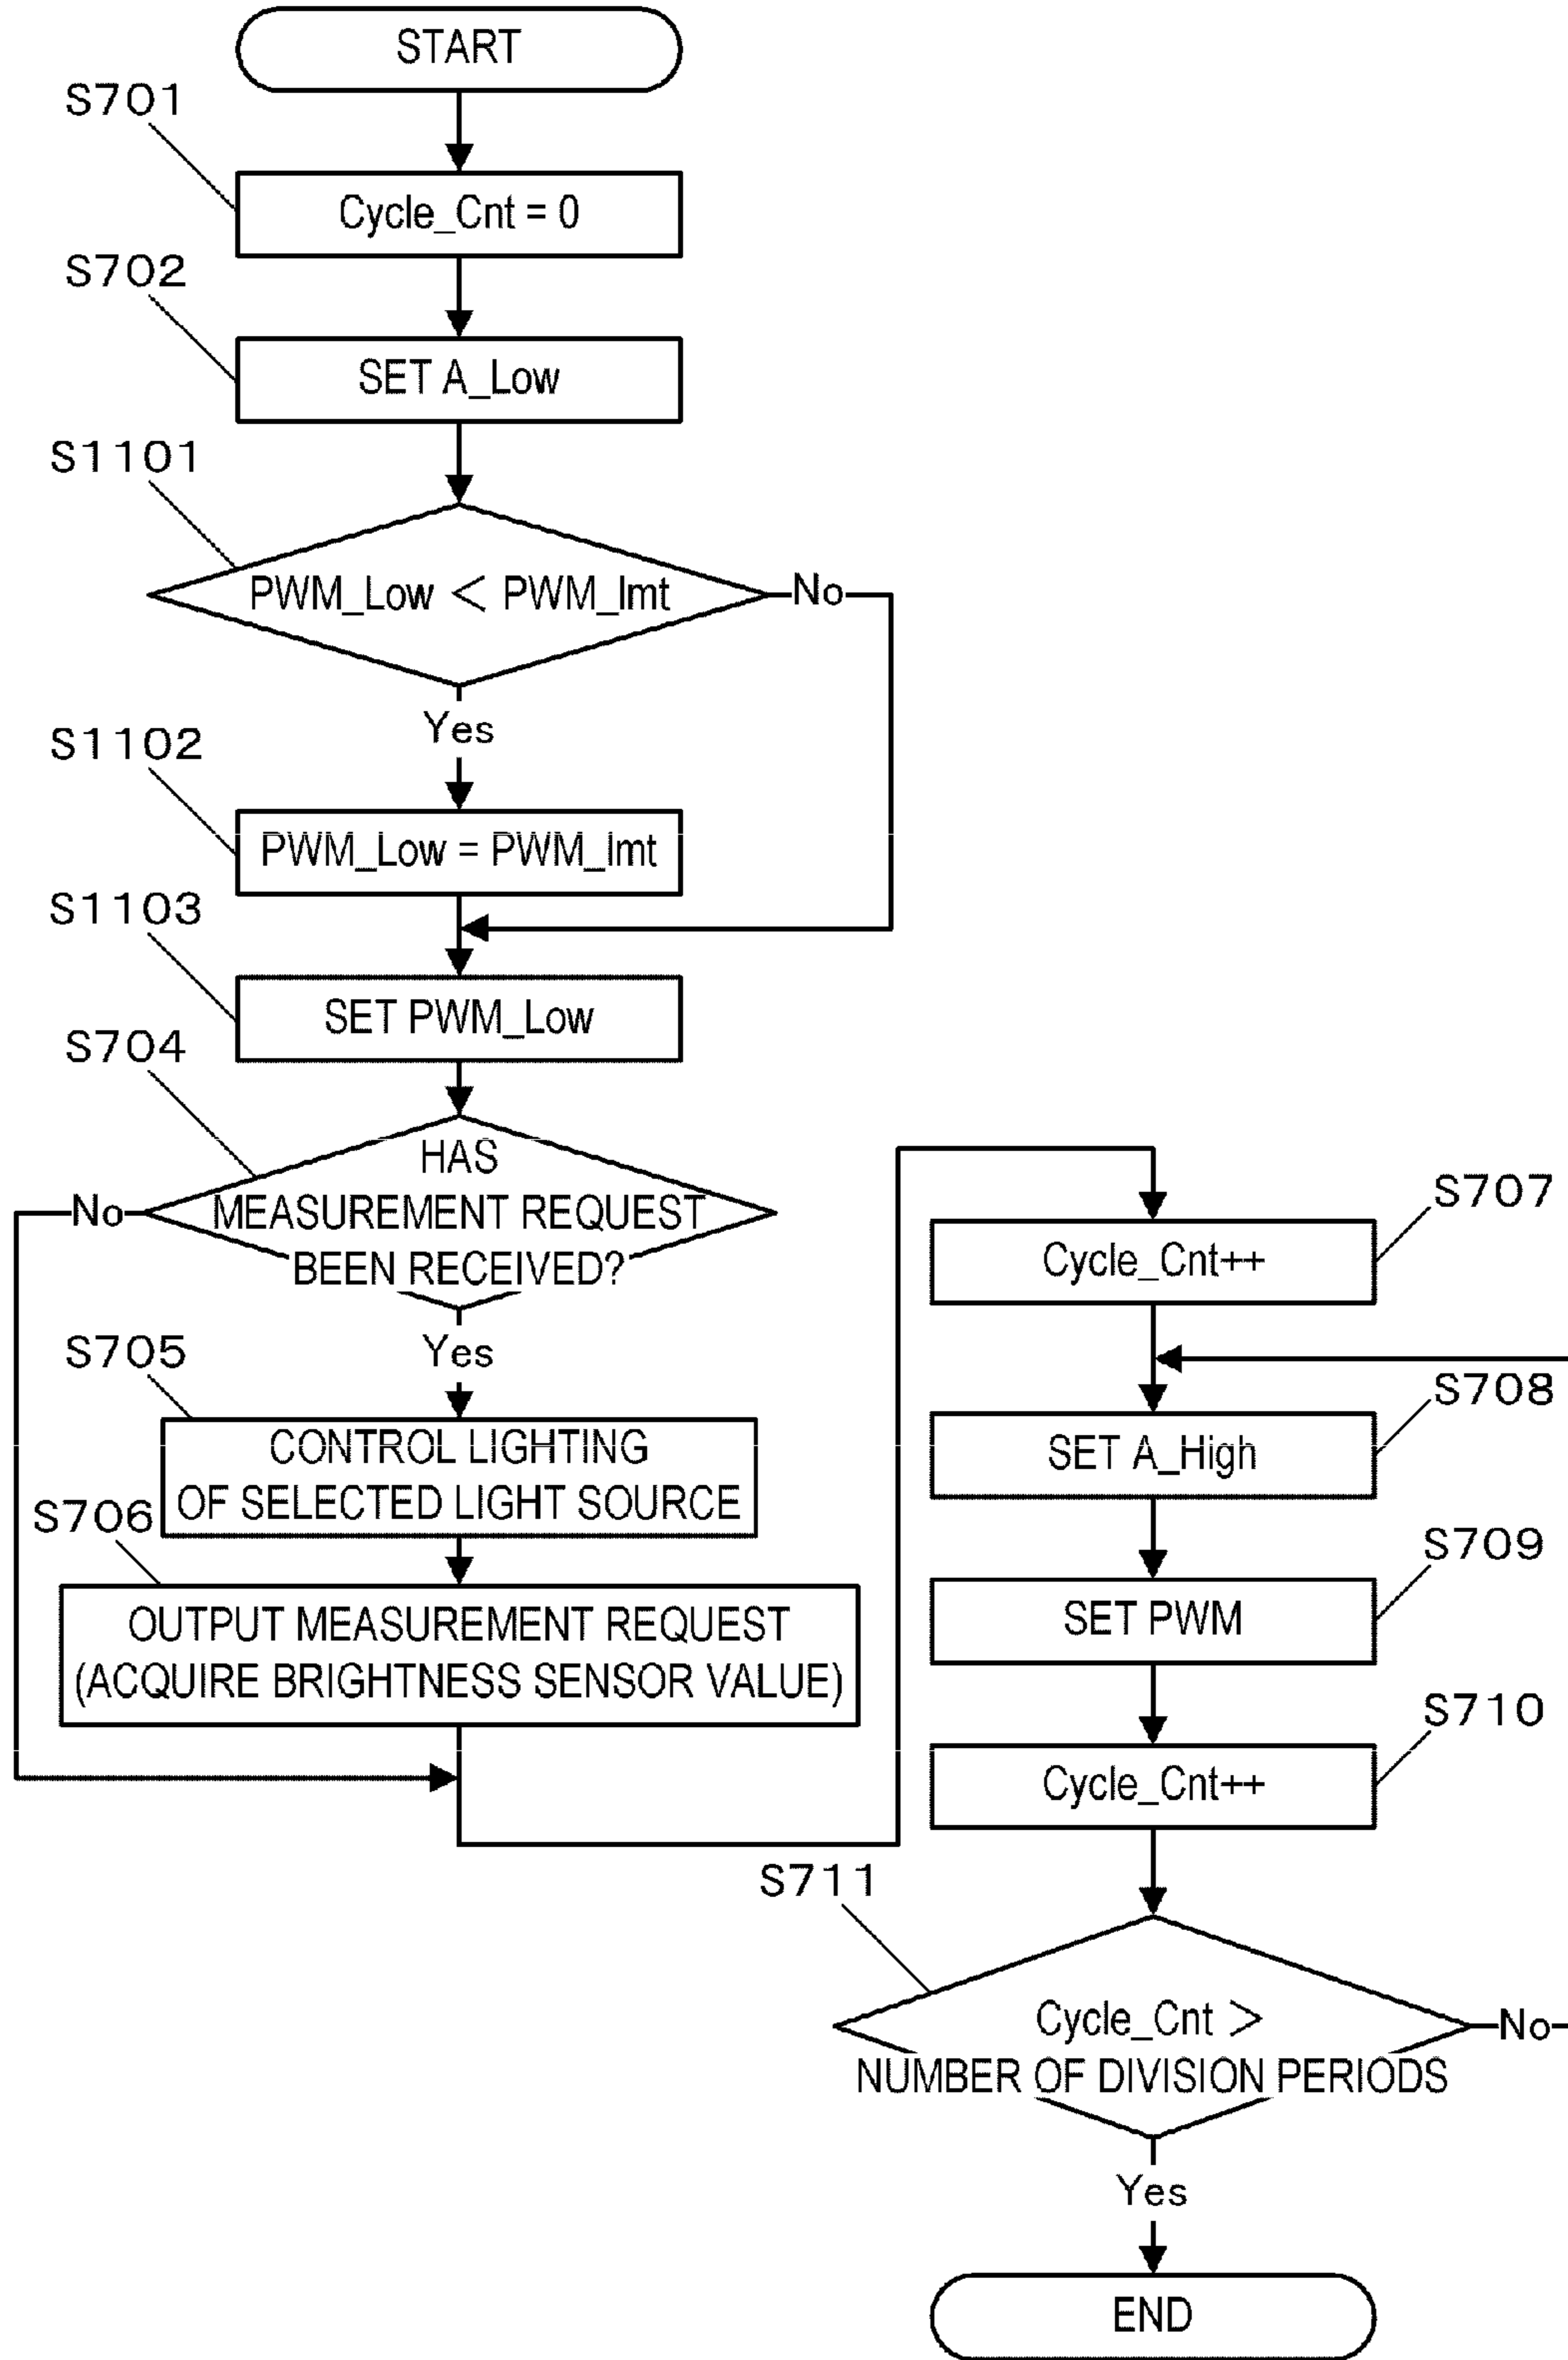 START
S701
Cycle_Cnt = 0
S702
SET A_Low
S1101
PWM_Low < PWM_lmt
No
Yes
S1102
PWM_Low = PWM_lmt
S1103
SET PWM_Low
S704
HAS
MEASUREMENT REQUEST
BEEN RECEIVED?
No
Yes
S705
CONTROL LIGHTING
OF SELECTED LIGHT SOURCE
S706
OUTPUT MEASUREMENT REQUEST
(ACQUIRE BRIGHTNESS SENSOR VALUE)
S707
Cycle_Cnt++
S708
SET A_High
S709
SET PWM
S710
Cycle_Cnt++
S711
Cycle_Cnt >
NUMBER OF DIVISION PERIODS
No
Yes
END